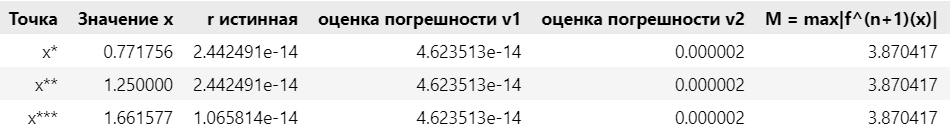 Точка Значение x r истинная оценка погрешности v1 оценка погрешности v2 M = max|f^(n+1)(x)|
x* 0.771756 2.442491e-14 4.623513e-14 0.000002 3.870417
x** 1.250000 2.442491e-14 4.623513e-14 0.000002 3.870417
x*** 1.661577 1.065814e-14 4.623513e-14 0.000002 3.870417